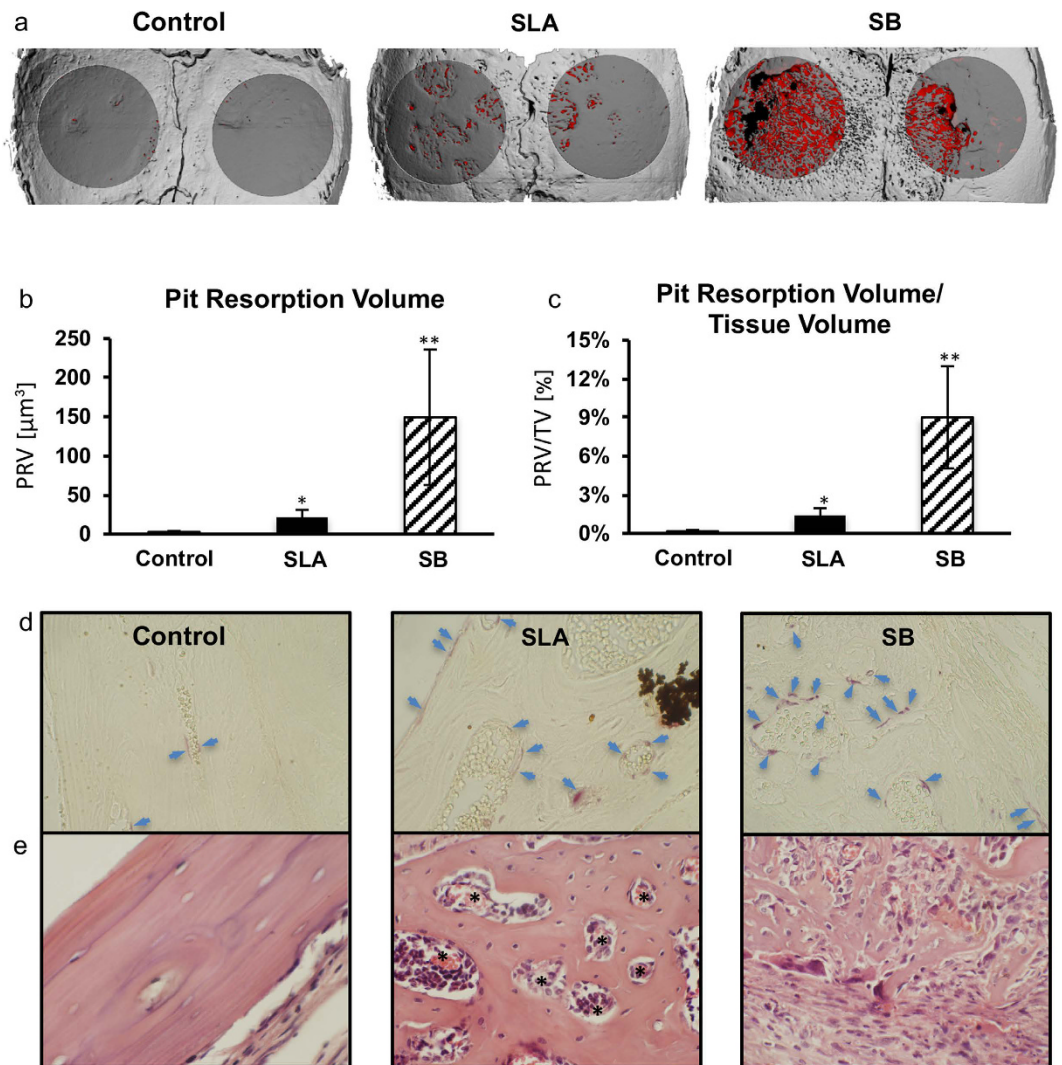 a
Control
SLA
SB
b
Pit Resorption Volume
PRV [µm³]
250
200
150
100
50
0
*
**
Control
SLA
SB
c
Pit Resorption Volume/
Tissue Volume
PRV/TV [%]
15%
12%
9%
6%
3%
0%
*
**
Control
SLA
SB
d
Control
SLA
SB
e
*
*
*
*
*
*
*